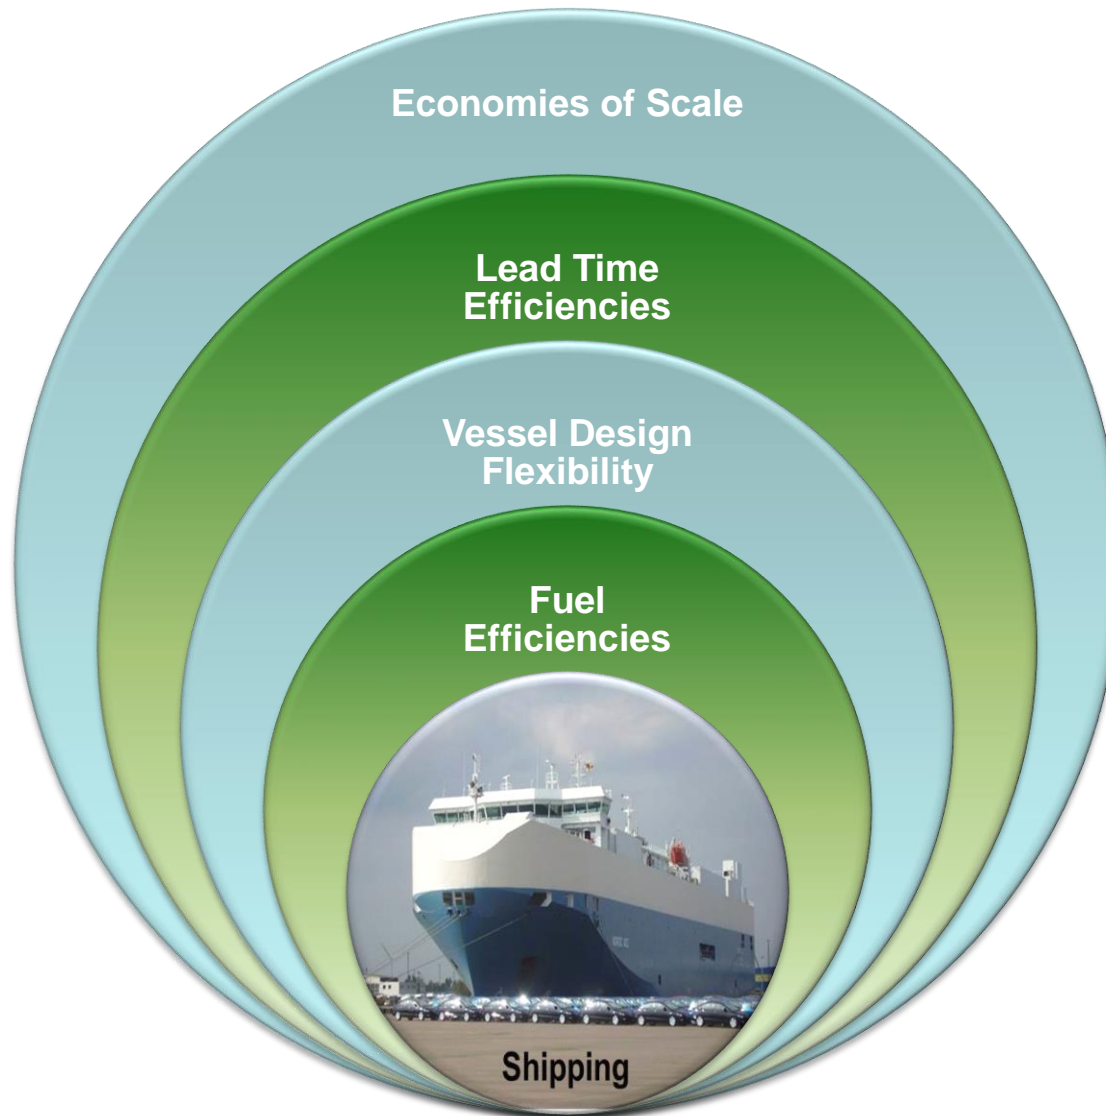 Economies of Scale
Lead Time
Efficiencies
Vessel Design
Flexibility
Fuel
Efficiencies
Shipping